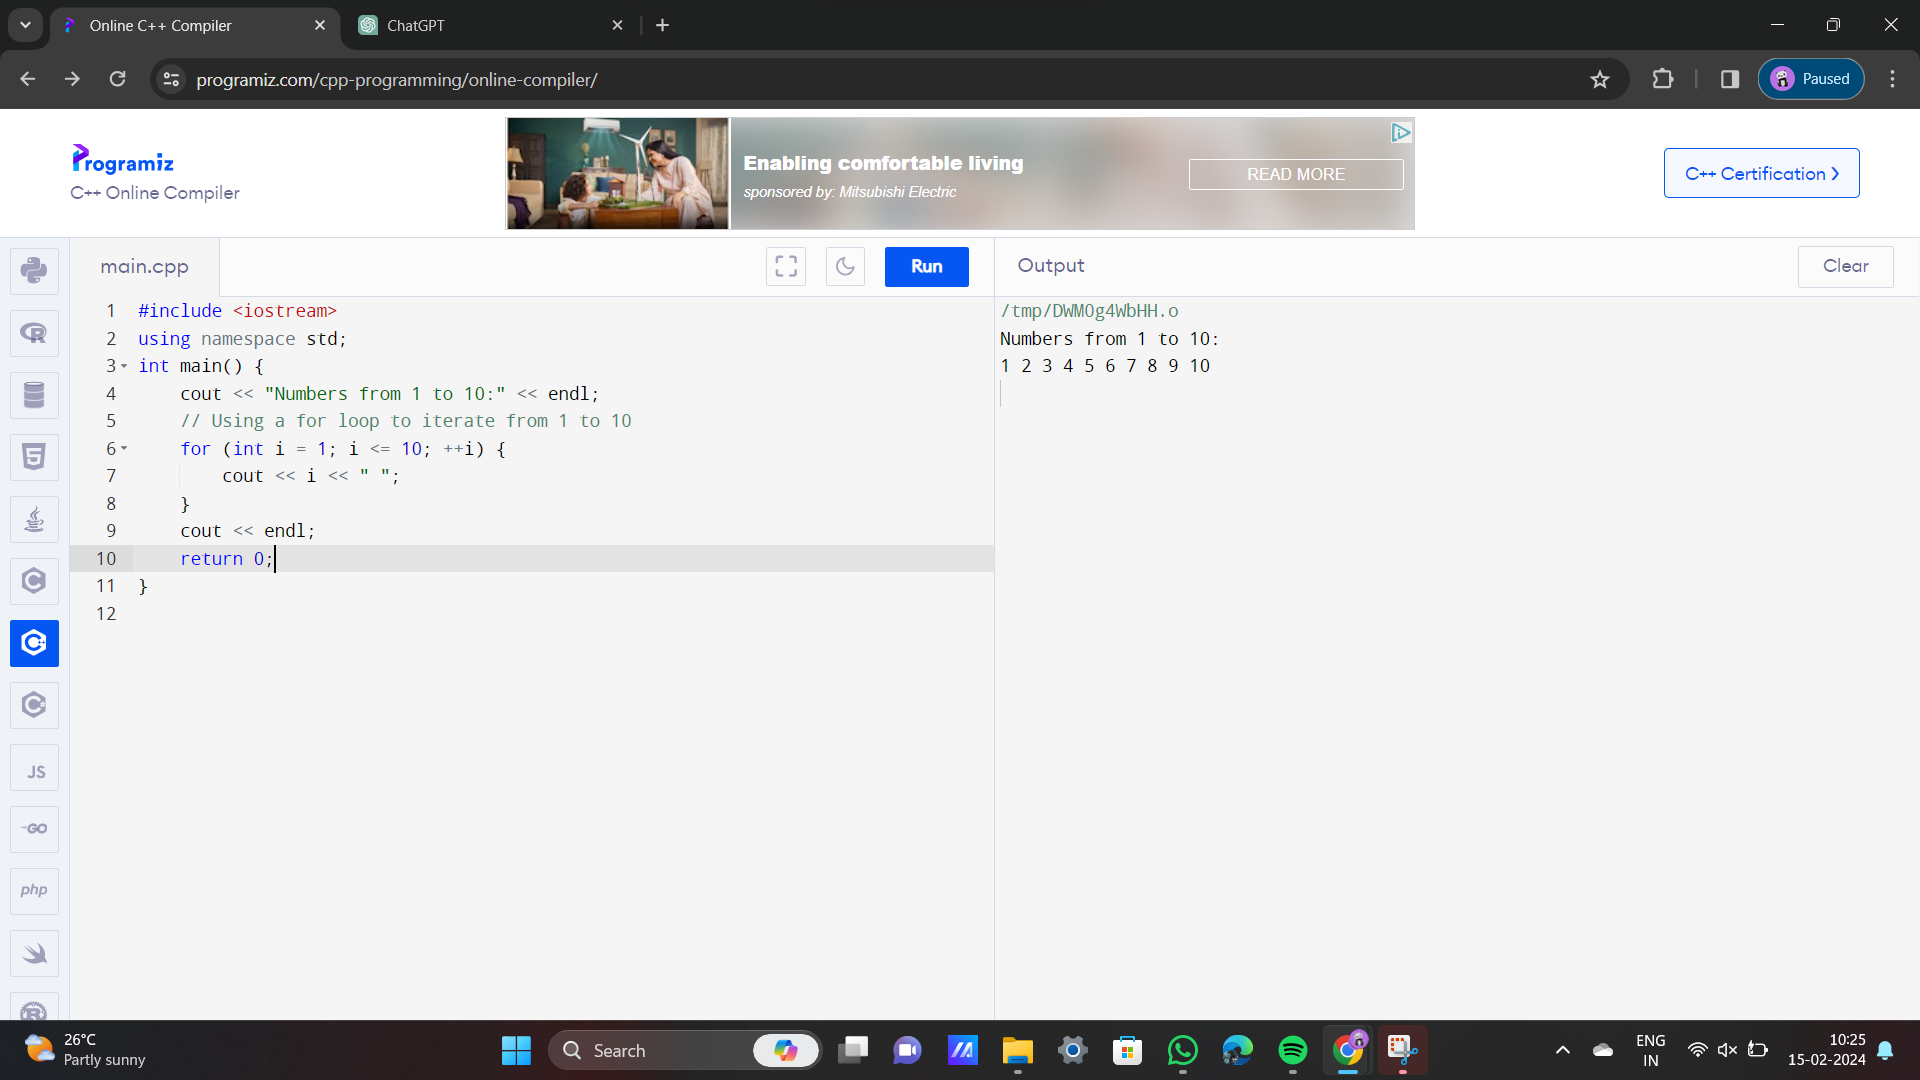 Online C++ Compiler
ChatGPT
programiz.com/cpp-programming/online-compiler/
Paused
Programiz
C++ Online Compiler
Enabling comfortable living
sponsored by: Mitsubishi Electric
READ MORE
C++ Certification >
main.cpp
Run
Output
Clear
1 #include <iostream>
2 using namespace std;
3 int main() {
4 cout << "Numbers from 1 to 10:" << endl;
5 // Using a for loop to iterate from 1 to 10
6 for (int i = 1; i <= 10; ++i) {
7 cout << i << " ";
8 }
9 cout << endl;
10 return 0;
11 }
12
/tmp/DWM0g4WbHH.o
Numbers from 1 to 10:
1 2 3 4 5 6 7 8 9 10
JS
GO
php
26°C
Partly sunny
Search
ENG
IN
10:25
15-02-2024